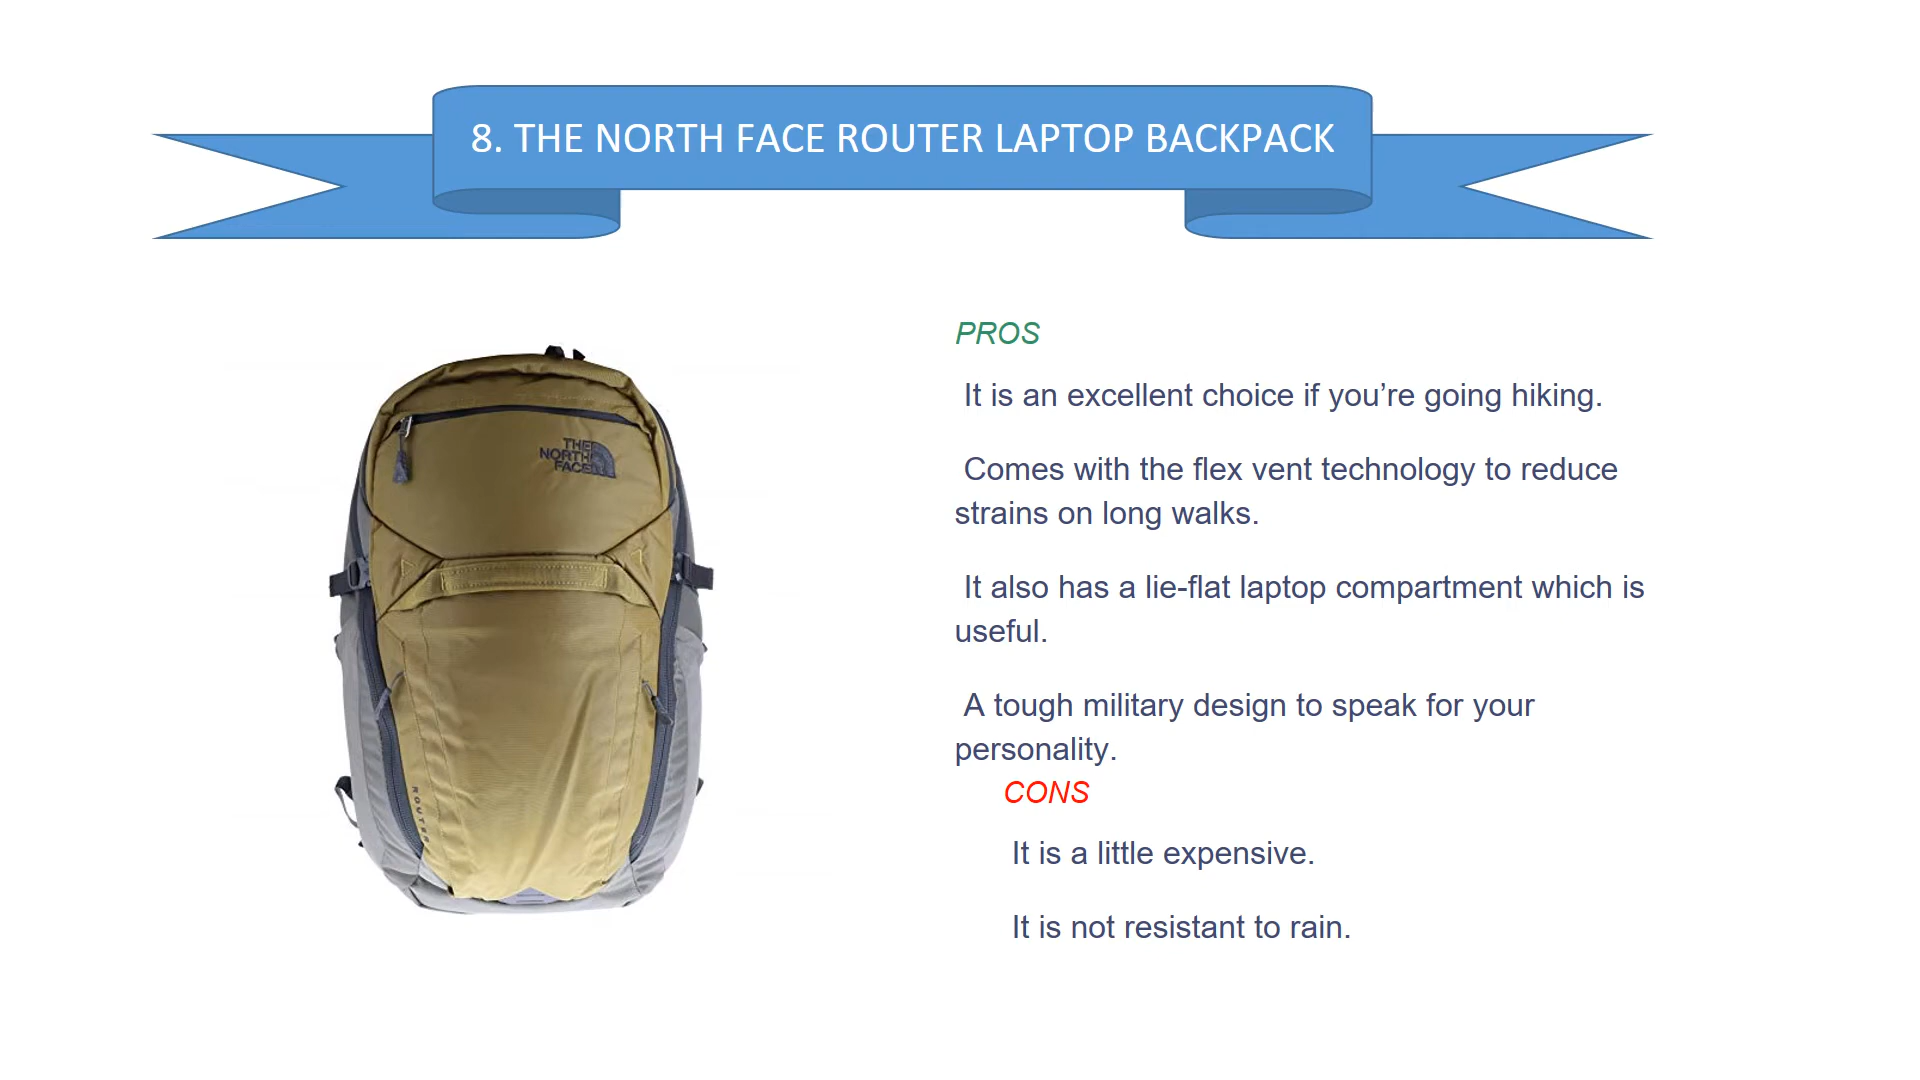 8. THE NORTH FACE ROUTER LAPTOP BACKPACK
THE
NORTH
FACE
ROUTER
PROS
It is an excellent choice if you’re going hiking.
Comes with the flex vent technology to reduce
strains on long walks.
It also has a lie-flat laptop compartment which is
useful.
A tough military design to speak for your
personality.
CONS
It is a little expensive.
It is not resistant to rain.